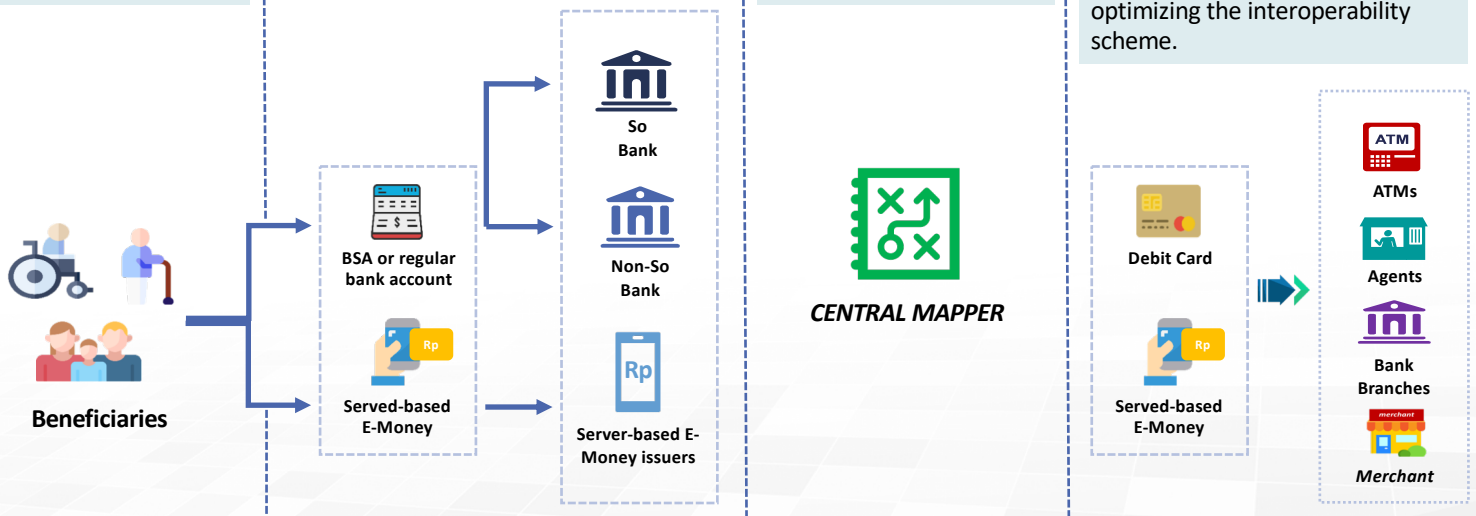 optimizing the interoperability
scheme.
Beneficiaries
BSA or regular
bank account
Rp
Served-based
E-Money
So
Bank
Non-So
Bank
Rp
Server-based E-
Money issuers
CENTRAL MAPPER
Debit Card
Rp
Served-based
E-Money
ATM
ATMs
Agents
Bank
Branches
merchant
Merchant